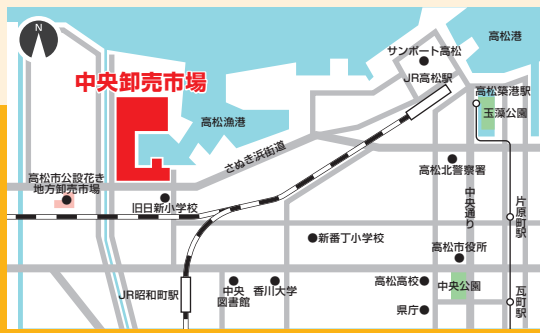 N
高松港
サンポート高松
中央卸売市場
JR高松駅
高松築港駅
玉藻公園
高松漁港
さぬき浜街道
高松北警察署
高松市公設花き
地方卸売市場
旧日新小学校
中央通り
片原町駅
新番丁小学校
高松市役所
JR昭和町駅
中央
図書館
香川大学
高松高校
中央公園
県庁
瓦町駅